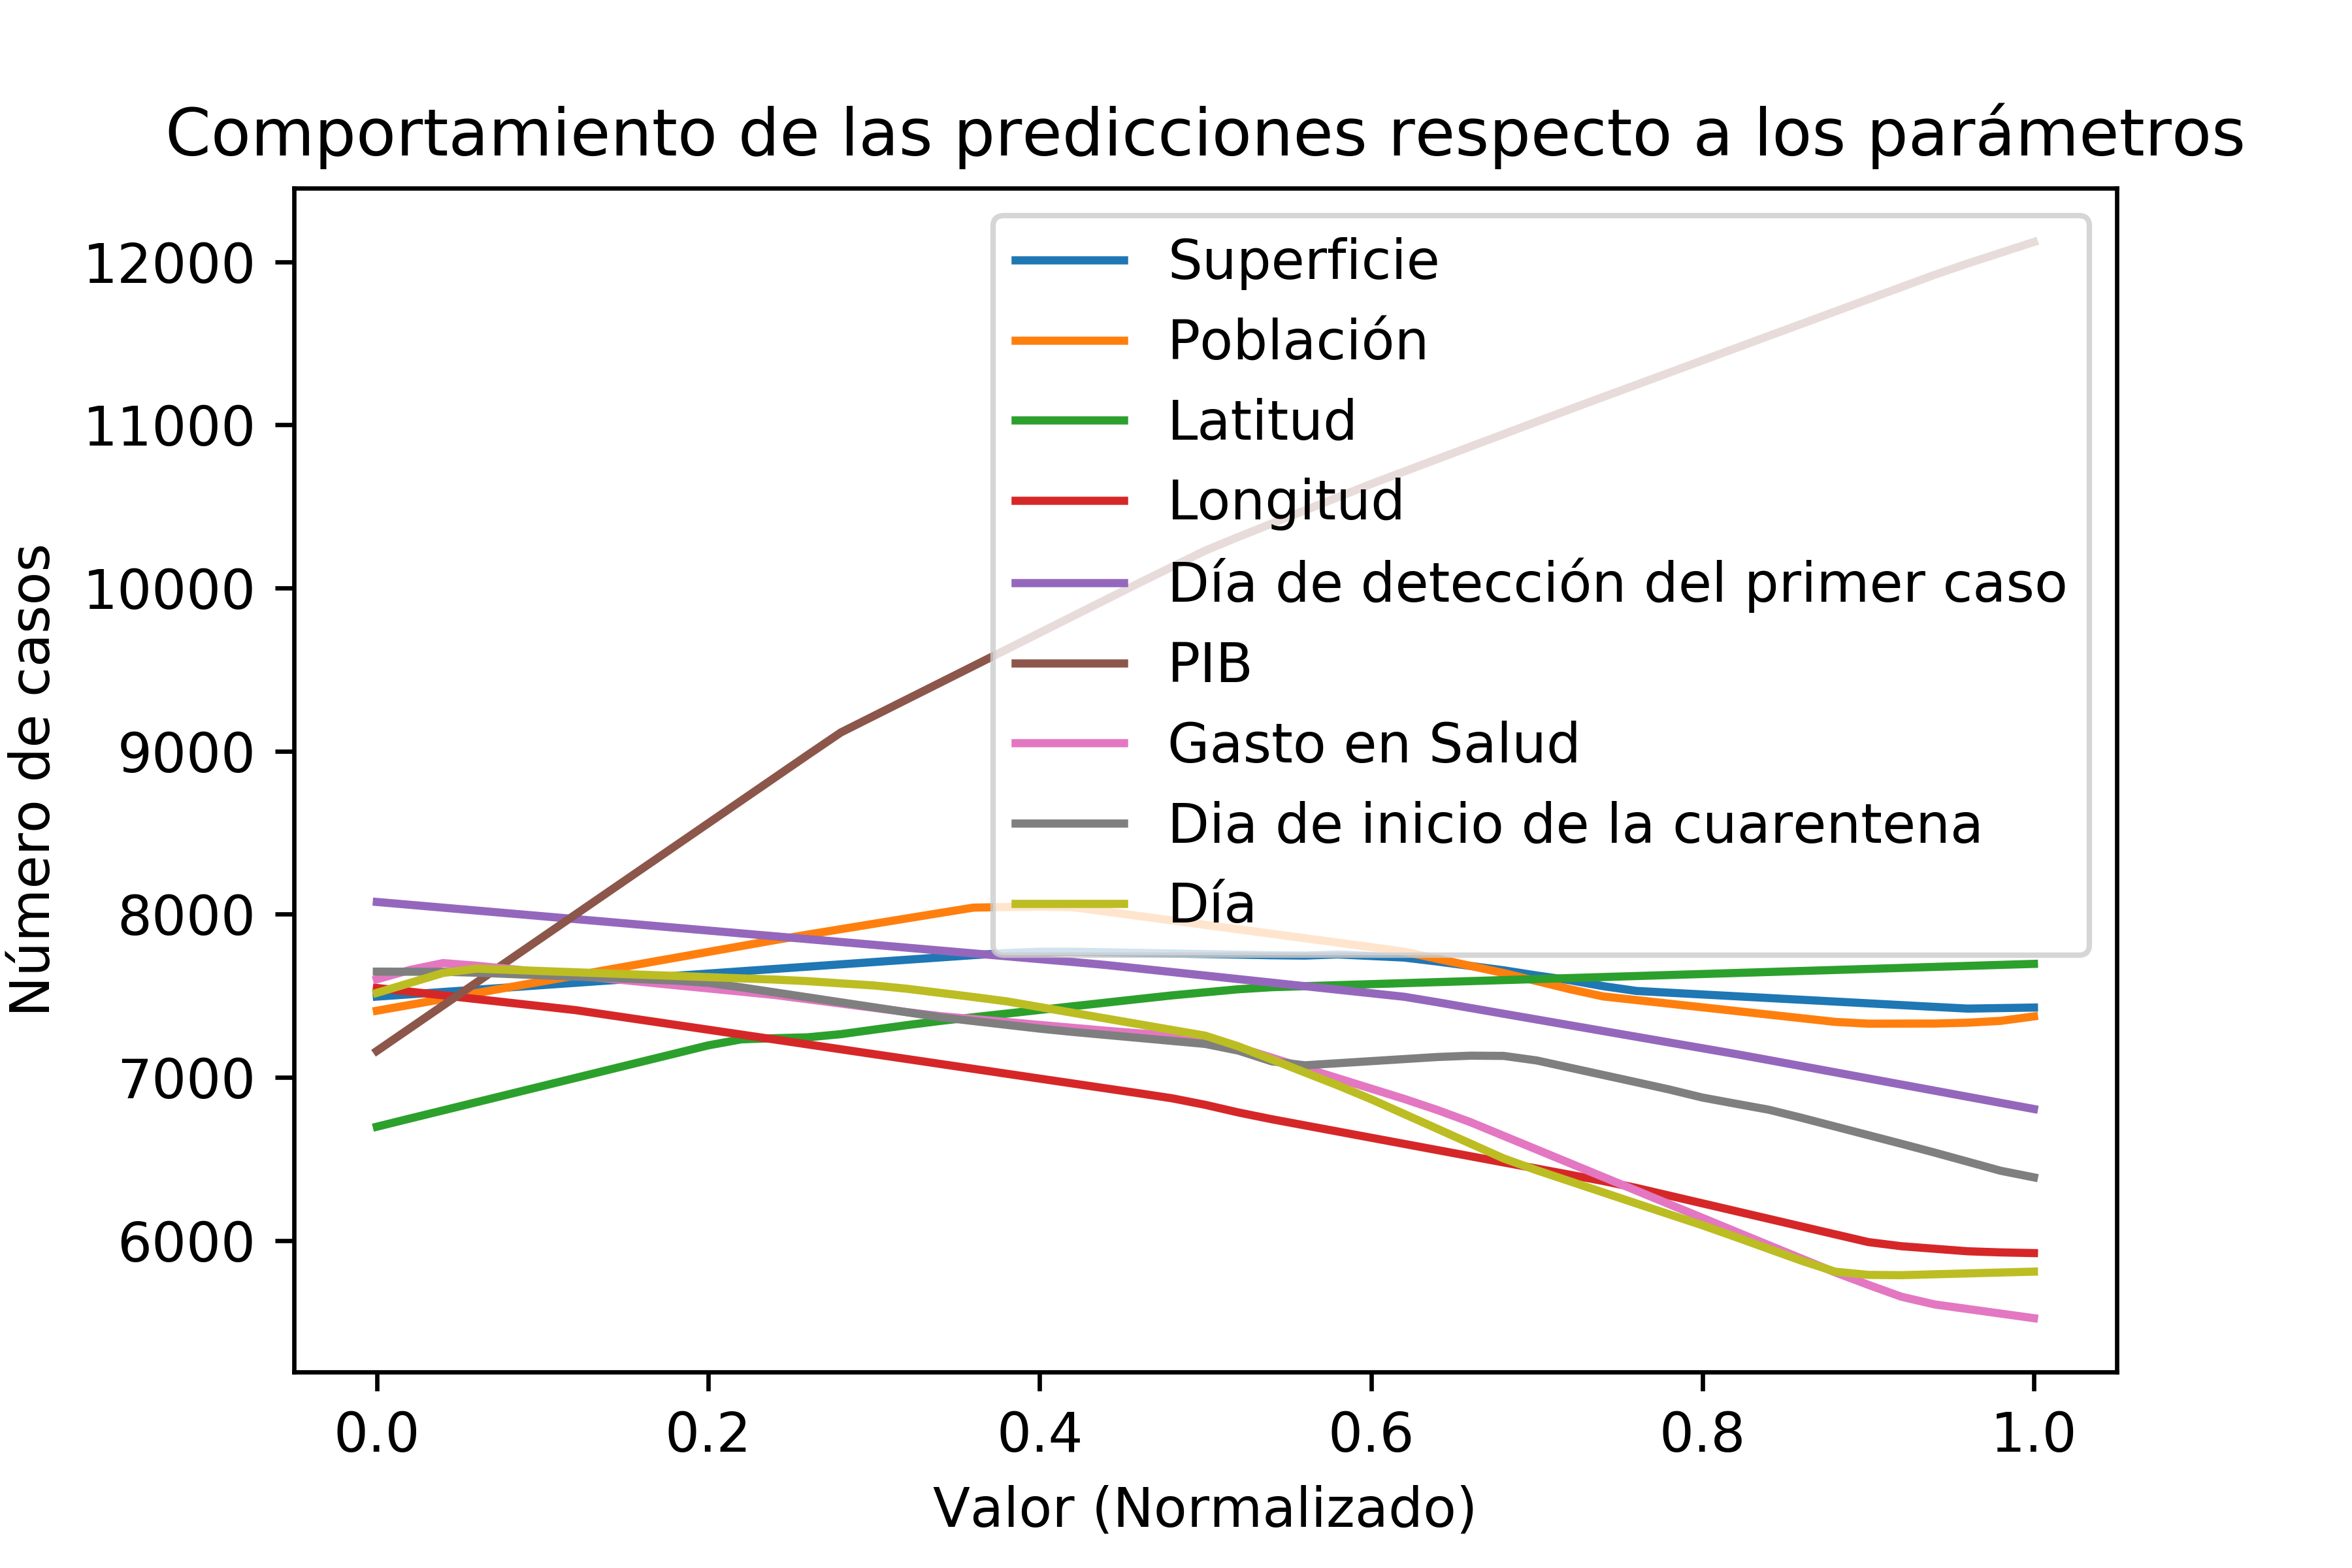 Comportamiento de las predicciones respecto a los parámetros
Número de casos
12000
11000
10000
9000
8000
7000
6000
Superficie
Población
Latitud
Longitud
Día de detección del primer caso
PIB
Gasto en Salud
Dia de inicio de la cuarentena
Día
0.0 0.2 0.4 0.6 0.8 1.0
Valor (Normalizado)